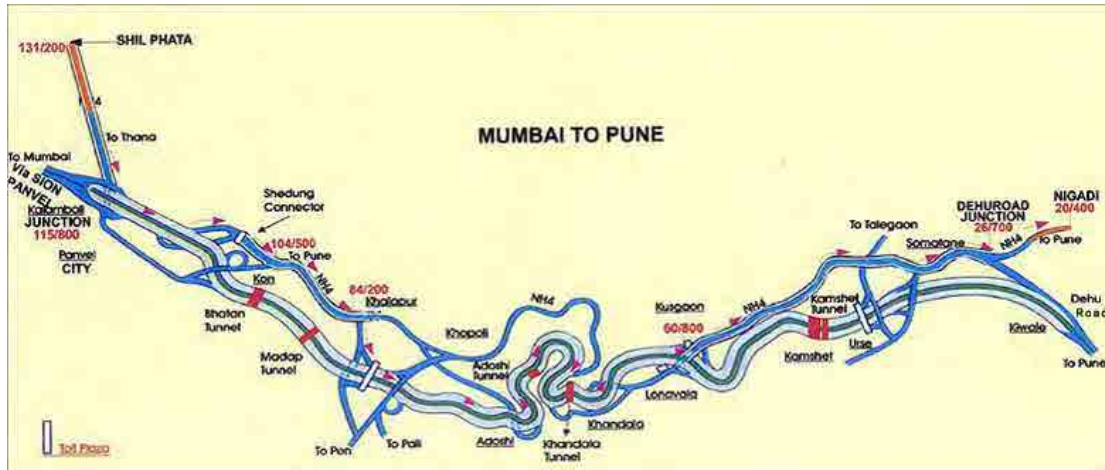 SHIL PHATA
131/200
To Thana
MUMBAI TO PUNE
To Mumbai
Via SION
PANVEL
Kalamboli
JUNCTION
115/800
Panvel
CITY
Shedung
Connector
104/500
To Pune
NH4
Kon
Bhatan
Tunnel
84/200
Khalapur
Madap
Tunnel
Khopoli
NH4
Adoshi
Tunnel
To Pen
To Pali
Adoshi
Khandala
Tunnel
Khandala
Lonavala
Kusgaon
60/800
NH4
Kamshet
Tunnel
Kamshet
Urse
To Talegaon
Somatane
DEHUROAD
JUNCTION
26/700
NH4
NIGADI
20/400
To Pune
Dehu
Road
Kiwale
To Pune
Toll Plaza